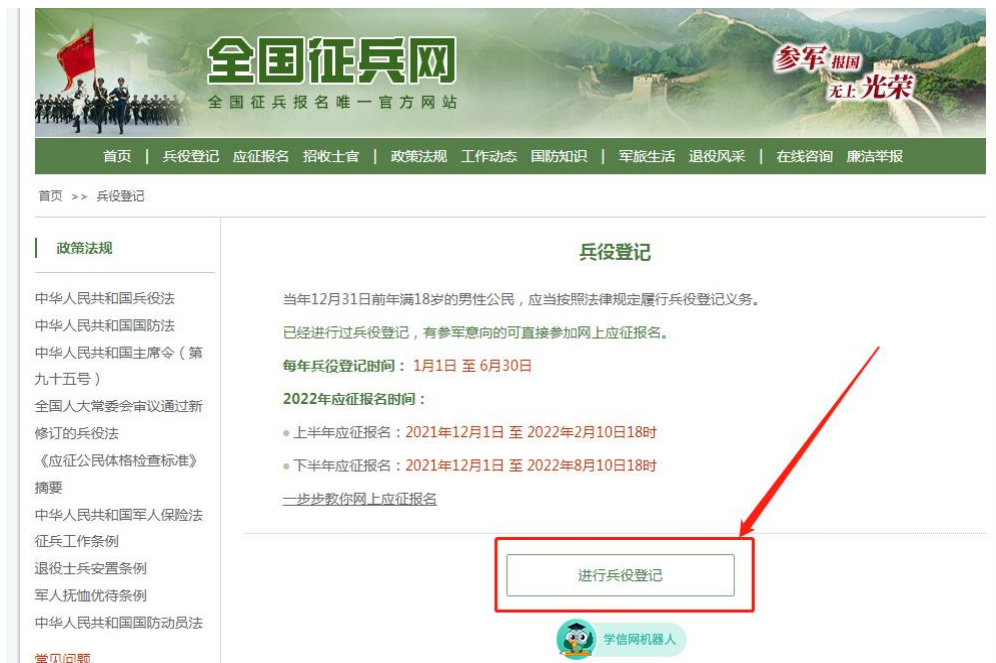 全国征兵网
全国征兵报名唯一官方网站
参军报国
无上光荣
首页 | 兵役登记 应征报名 招收士官 | 政策法规 工作动态 国防知识 | 军旅生活 退役风采 | 在线咨询 廉洁举报
首页 >> 兵役登记
政策法规
中华人民共和国兵役法
中华人民共和国国防法
中华人民共和国主席令（第
九十五号）
全国人大常委会审议通过新
修订的兵役法
《应征公民体格检查标准》
摘要
中华人民共和国军人保险法
征兵工作条例
退役士兵安置条例
军人抚恤优待条例
中华人民共和国国防动员法
常见问题
兵役登记
当年12月31日前年满18岁的男性公民，应当按照法律规定履行兵役登记义务。
已经进行过兵役登记，有参军意向的可直接参加网上应征报名。
每年兵役登记时间： 1月1日 至 6月30日
2022年应征报名时间：
上半年应征报名：2021年12月1日 至 2022年2月10日18时
下半年应征报名：2021年12月1日 至 2022年8月10日18时
一步步教你网上应征报名
进行兵役登记
学信网机器人